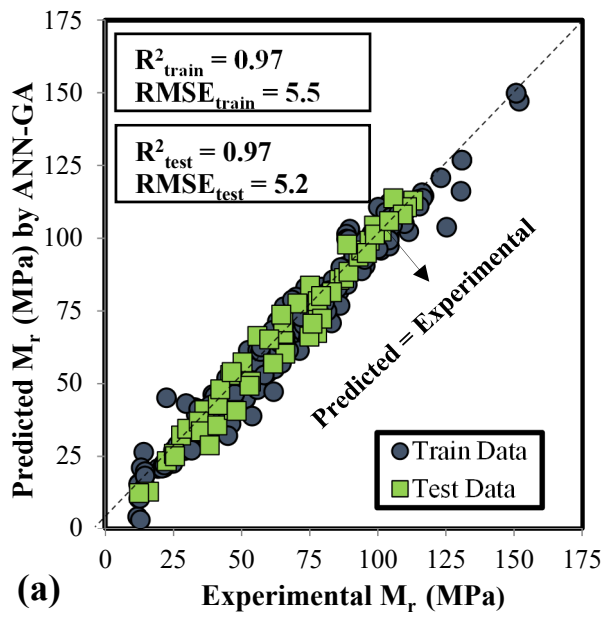 R²train = 0.97
RMSEtrain = 5.5
R²test = 0.97
RMSEtest = 5.2
175
150
125
100
75
50
25
0
Predicted Mr (MPa) by ANN-GA
Predicted = Experimental
Train Data
Test Data
0 25 50 75 100 125 150 175
(a) Experimental Mr (MPa)